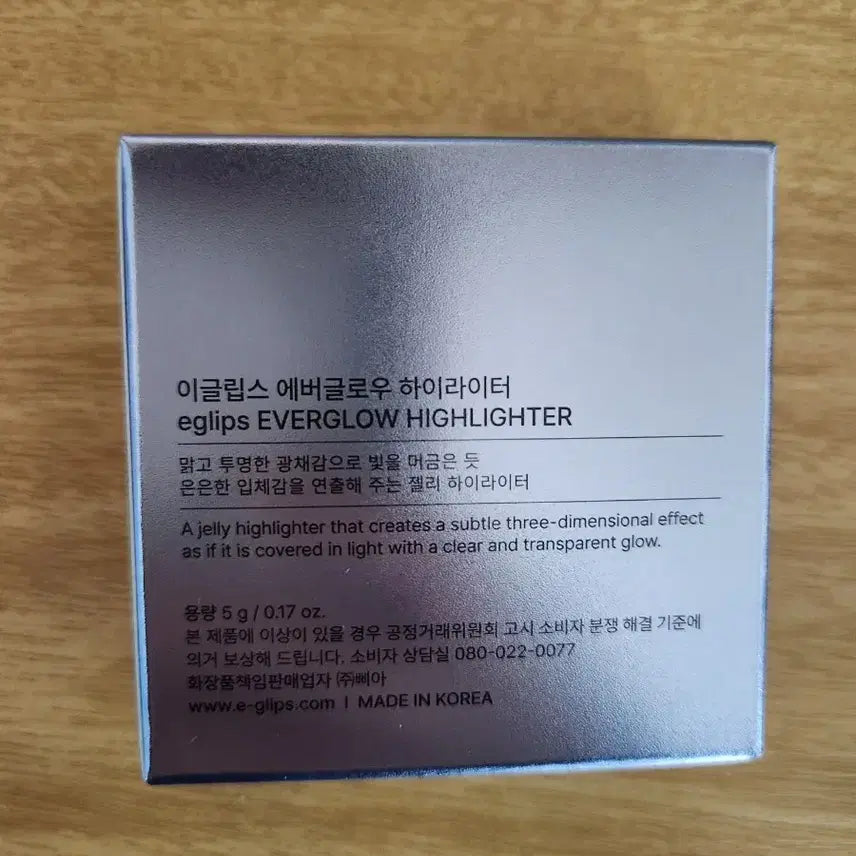 이글립스 에버글로우 하이라이터
eglips EVERGLOW HIGHLIGHTER
맑고 투명한 광채감으로 빛을 머금은 듯
은은한 입체감을 연출해 주는 젤리 하이라이터
A jelly highlighter that creates a subtle three-dimensional effect
as if it is covered in light with a clear and transparent glow.
용량 5 g / 0.17 oz.
본 제품에 이상이 있을 경우 공정거래위원회 고시 소비자 분쟁 해결 기준에
의거 보상해 드립니다. 소비자 상담실 080-022-0077
화장품책임판매업자 ㈜삐아
www.e-glips.com I MADE IN KOREA